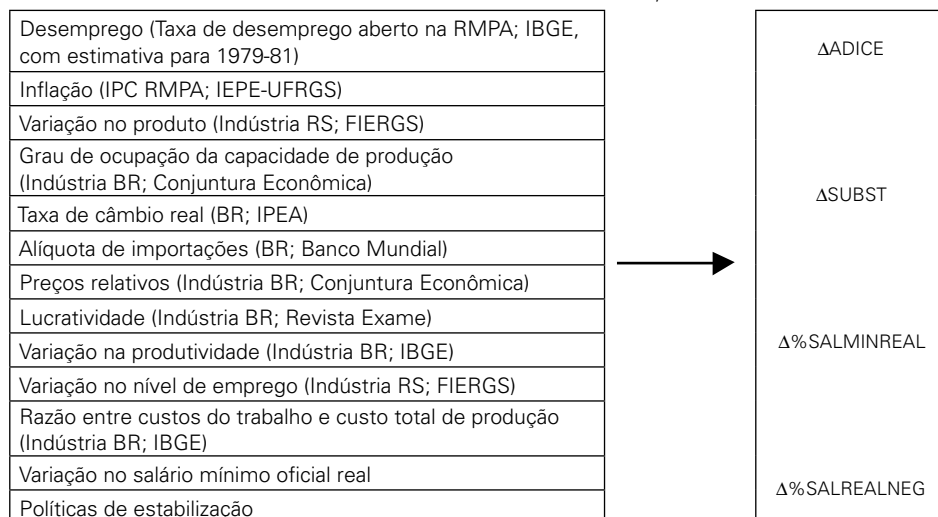 Desemprego (Taxa de desemprego aberto na RMPA; IBGE,
com estimativa para 1979-81)
Inflação (IPC RMPA; IEPE-UFRGS)
Variação no produto (Indústria RS; FIERGS)
Grau de ocupação da capacidade de produção
(Indústria BR; Conjuntura Econômica)
Taxa de câmbio real (BR; IPEA)
Alíquota de importações (BR; Banco Mundial)
Preços relativos (Indústria BR; Conjuntura Econômica)
Lucratividade (Indústria BR; Revista Exame)
Variação na produtividade (Indústria BR; IBGE)
Variação no nível de emprego (Indústria RS; FIERGS)
Razão entre custos do trabalho e custo total de produção
(Indústria BR; IBGE)
Variação no salário mínimo oficial real
Políticas de estabilização
ΔADICE
ΔSUBST
Δ%SALMINREAL
Δ%SALREALNEG